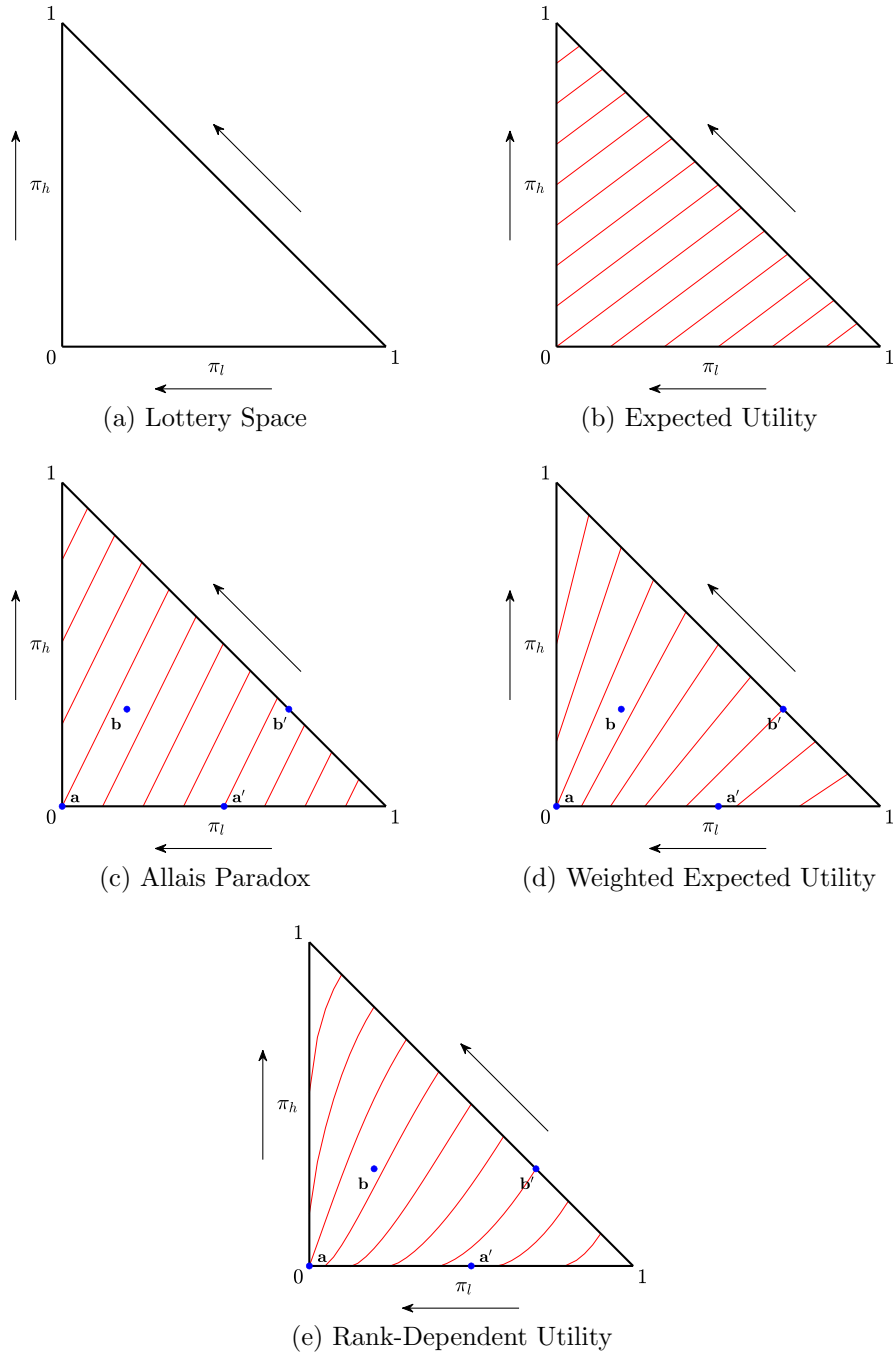 1
π_h
0
π_l
1
(a) Lottery Space
1
π_h
0
π_l
1
(b) Expected Utility
1
π_h
b
b′
a
a′
0
π_l
1
(c) Allais Paradox
1
π_h
b
b′
a
a′
0
π_l
1
(d) Weighted Expected Utility
1
π_h
b
b′
a
a′
0
π_l
1
(e) Rank-Dependent Utility